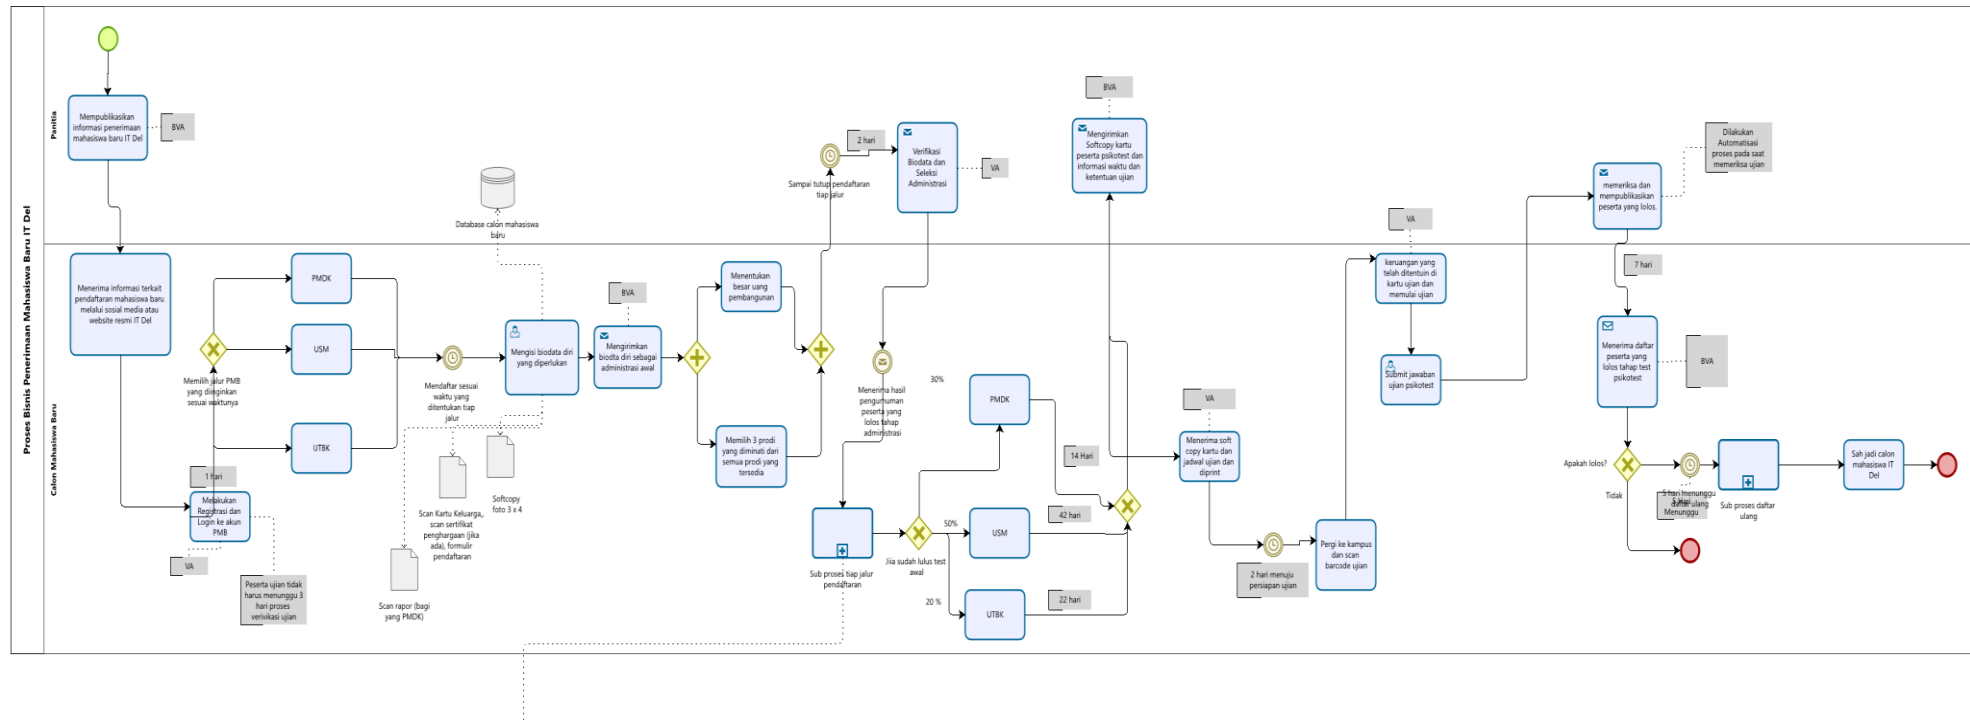 Proses Bisnis Penerimaan Mahasiswa Baru IT Del
Panitia
Mempublikasikan
informasi penerimaan
mahasiswa baru IT Del
BVA
Database calon mahasiswa
baru
Sampai tutup pendaftaran
tiap jalur
2 hari
Verifikasi
Biodata dan
Seleksi
Administrasi
VA
BVA
Mengirimkan
Softcopy kartu
peserta psikotest dan
informasi waktu dan
ketentuan ujian
memeriksa dan
mempublikasikan
peserta yang lolos.
Dilakukan
Automatisasi
proses pada saat
memeriksa ujian
Calon Mahasiswa Baru
Menerima informasi terkait
pendaftaran mahasiswa baru
melalui sosial media atau
website resmi IT Del
Memilih jalur PMB
yang diinginkan
sesuai waktunya
PMDK
USM
UTBK
1 hari
Melakukan
Registrasi dan
Login ke akun
PMB
VA
Peserta ujian tidak
harus menunggu 3
hari proses
verivikasi ujian
Mendaftar sesuai
waktu yang
ditentukan tiap
jalur
Mengisi biodata diri
yang diperlukan
Scan Kartu Keluarga,,
scan sertifikat
penghargaan (jika
ada), formulir
pendaftaran
Softcopy
foto 3 x 4
Scan rapor (bagi
yang PMDK)
BVA
Mengirimkan
biodta diri sebagai
administrasi awal
Menentukan
besar uang
pembangunan
Memilih 3 prodi
yang diminati dari
semua prodi yang
tersedia
Menerima hasil
pengumuman
peserta yang
lolos tahap
administrasi
Sub proses tiap jalur
pendaftaran
Jiia sudah lulus test
awal
30%
PMDK
14 Hari
50%
USM
42 hari
20 %
UTBK
22 hari
VA
Menerima soft
copy kartu dan
jadwal ujian dan
diprint
2 hari menuju
persiapan ujian
Pergi ke kampus
dan scan
barcode ujian
VA
keruangan yang
telah ditentuin di
kartu ujian dan
memulai ujian
Submit jawaban
ujian psikotest
7 hari
Menerima daftar
peserta yang
lolos tahap test
psikotest
BVA
Apakah lolos?
Tidak
5 hari menunggu
daftar ulang
5 Hari
Menunggu
Sub proses daftar
ulang
Sah jadi calon
mahasiswa IT
Del